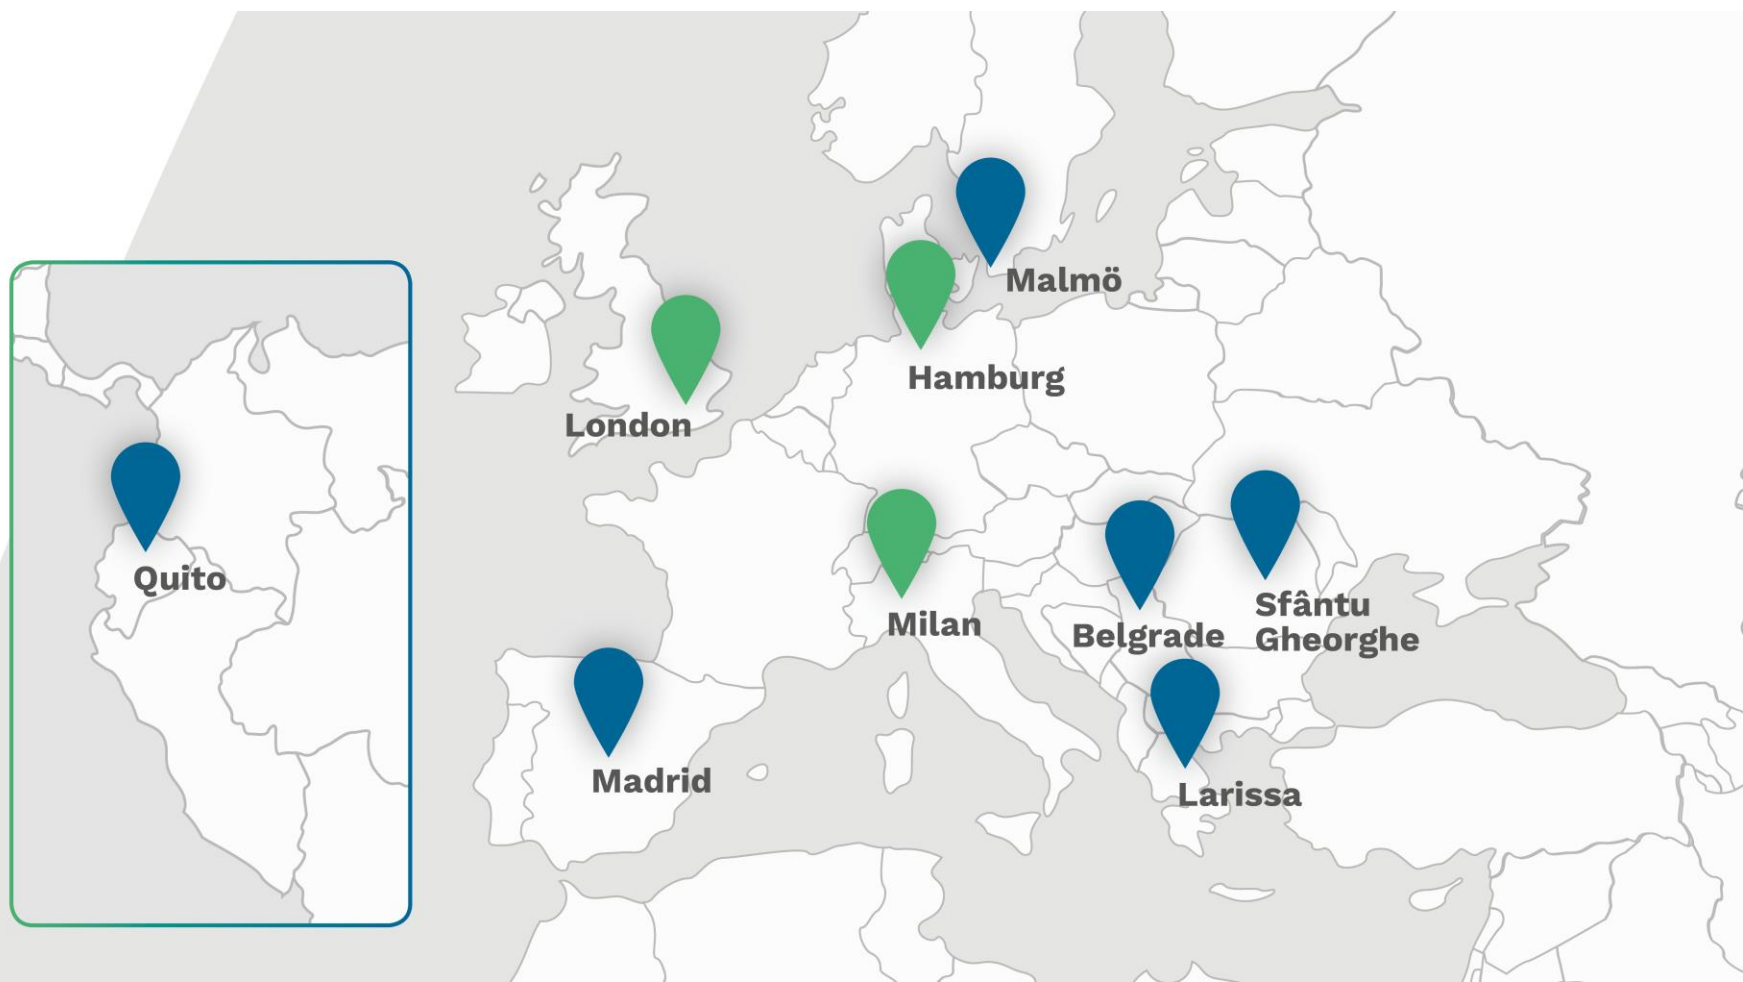 Malmö
Hamburg
London
Quito
Milan
Sfântu
Gheorghe
Belgrade
Madrid
Larissa